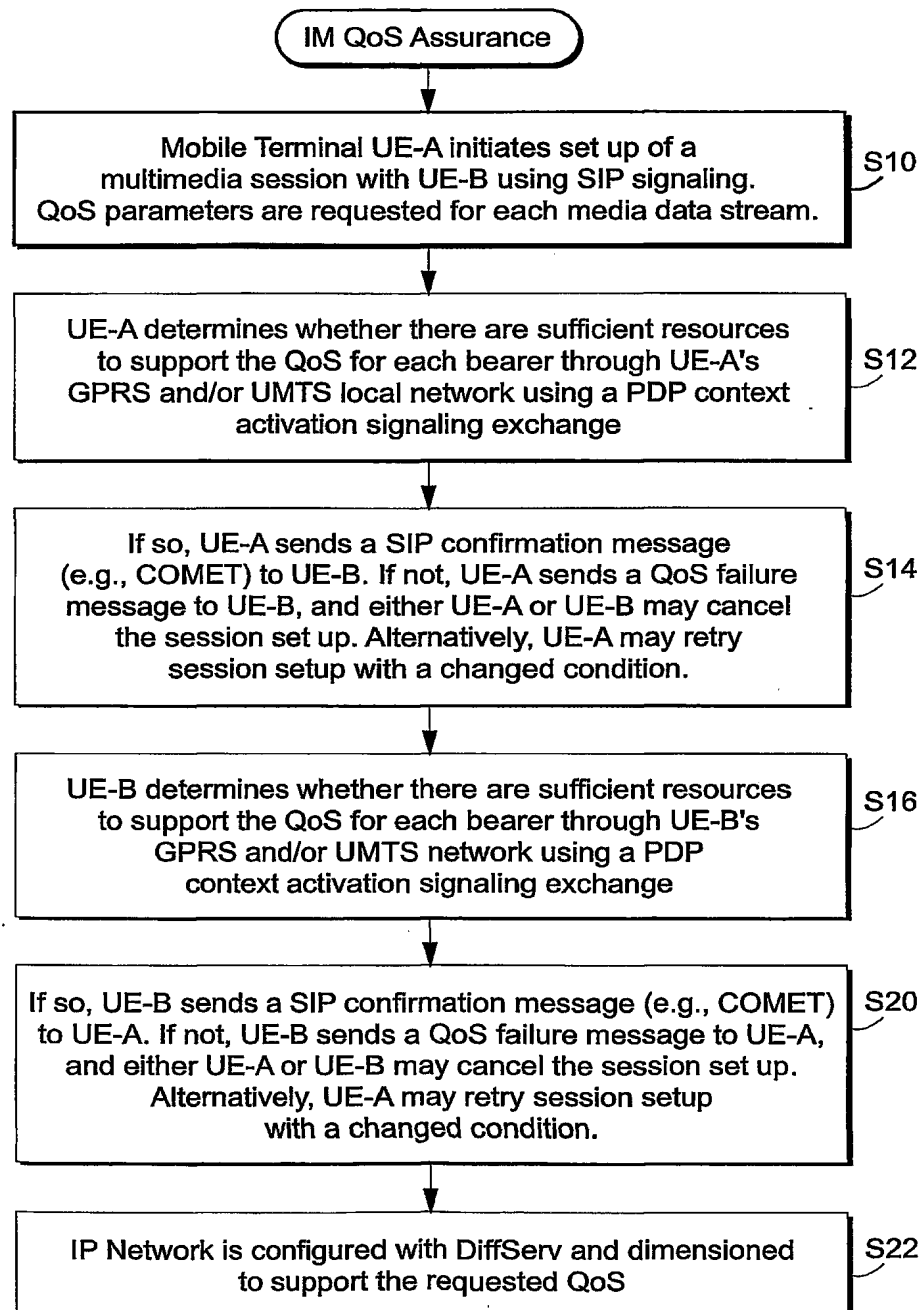 IM QoS Assurance
Mobile Terminal UE-A initiates set up of a
multimedia session with UE-B using SIP signaling.
QoS parameters are requested for each media data stream.
S10
UE-A determines whether there are sufficient resources
to support the QoS for each bearer through UE-A's
GPRS and/or UMTS local network using a PDP context
activation signaling exchange
S12
If so, UE-A sends a SIP confirmation message
(e.g., COMET) to UE-B. If not, UE-A sends a QoS failure
message to UE-B, and either UE-A or UE-B may cancel
the session set up. Alternatively, UE-A may retry
session setup with a changed condition.
S14
UE-B determines whether there are sufficient resources
to support the QoS for each bearer through UE-B's
GPRS and/or UMTS network using a PDP
context activation signaling exchange
S16
If so, UE-B sends a SIP confirmation message (e.g., COMET)
to UE-A. If not, UE-B sends a QoS failure message to UE-A,
and either UE-A or UE-B may cancel the session set up.
Alternatively, UE-A may retry session setup
with a changed condition.
S20
IP Network is configured with DiffServ and dimensioned
to support the requested QoS
S22